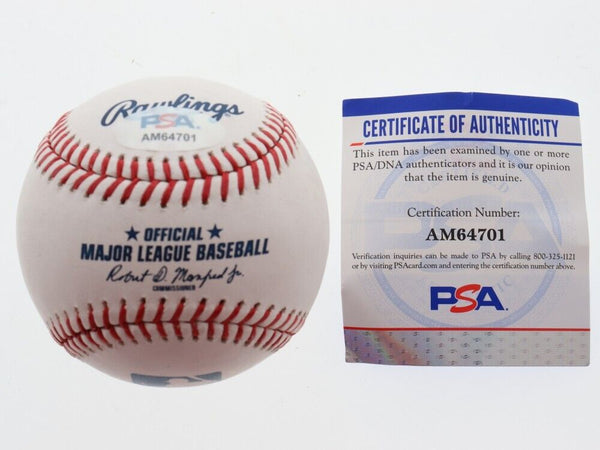 Rawlings
PSA
AM64701
OFFICIAL
MAJOR LEAGUE BASEBALL
Robert D. Manfred Jr.
COMMISSIONER
CERTIFICATE OF AUTHENTICITY
This item has been examined by one or more
PSA/DNA authenticators and it is our opinion
that the item is genuine.
Certification Number:
AM64701
Verification inquiries can be made to PSA by calling 800-325-1121
or by visiting PSAcard.com and entering the certification number above.
PSA